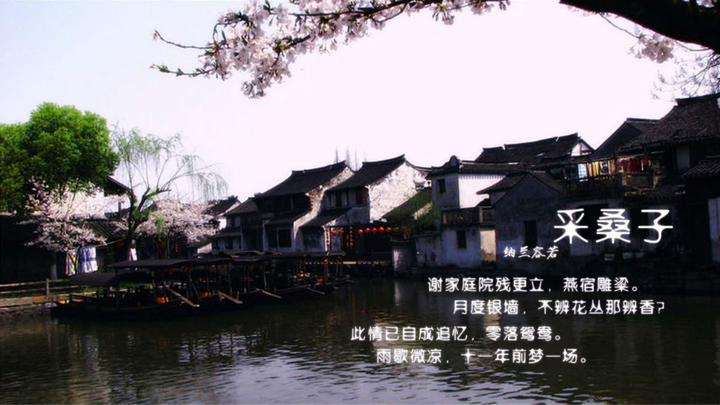 采桑子
纳兰容若
谢家庭院残更立，燕宿雕梁。
月度银墙，不辨花丛那辨香?
此情已自成追忆，零落鸳鸯。
雨歇微凉，十一年前梦一场。